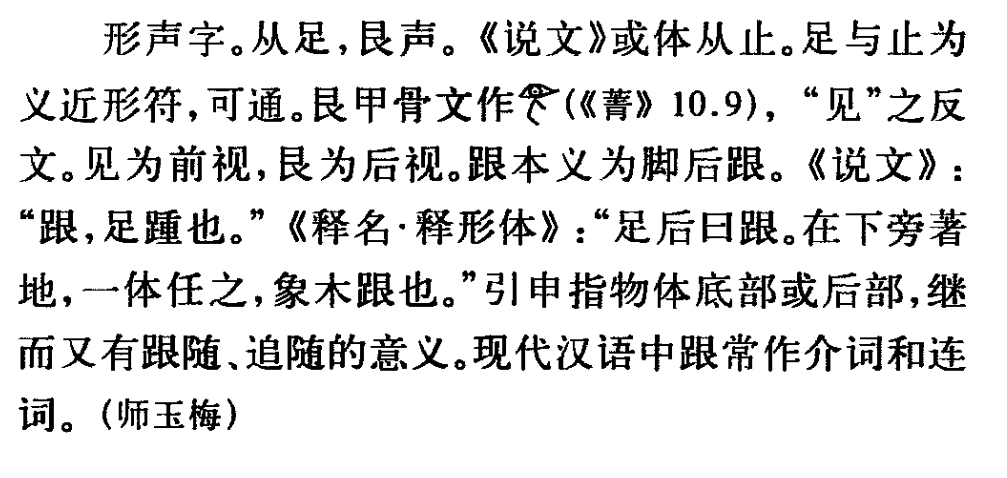 形声字。从足,艮声。《说文》或体从止。足与止为
义近形符,可通。艮甲骨文作(《菁》10.9),“见”之反
文。见为前视,艮为后视。跟本义为脚后跟。《说文》:
“跟,足踵也。”《释名·释形体》:“足后曰跟。在下旁著
地,一体任之,象木跟也。”引申指物体底部或后部,继
而又有跟随、追随的意义。现代汉语中跟常作介词和连
词。(师玉梅)